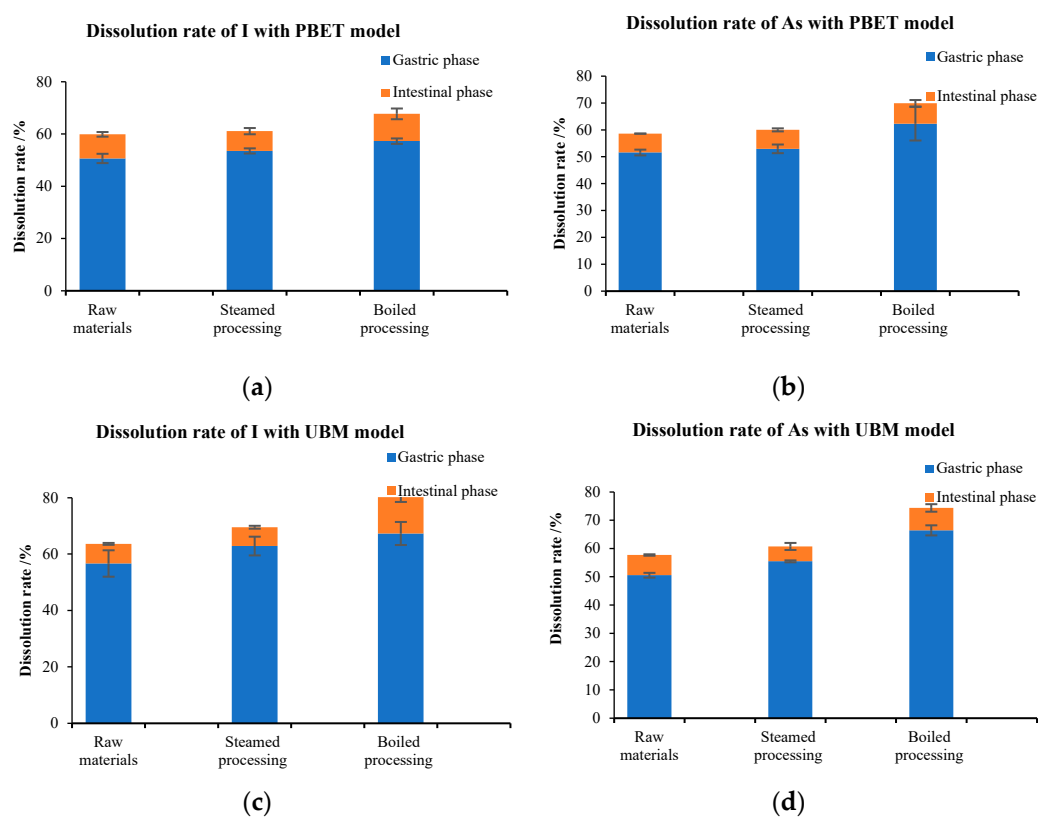 Dissolution rate of I with PBET model
Gastric phase
Intestinal phase
Dissolution rate /%
80
60
40
20
0
Raw materials
Steamed processing
Boiled processing
(a)
Dissolution rate of As with PBET model
Gastric phase
Intestinal phase
Dissolution rate /%
80
70
60
50
40
30
20
10
0
Raw materials
Steamed processing
Boiled processing
(b)
Dissolution rate of I with UBM model
Gastric phase
Intestinal phase
Dissolution rate /%
80
60
40
20
0
Raw materials
Steamed processing
Boiled processing
(c)
Dissolution rate of As with UBM model
Gastric phase
Intestinal phase
Dissolution rate /%
80
70
60
50
40
30
20
10
0
Raw materials
Steamed processing
Boiled processing
(d)